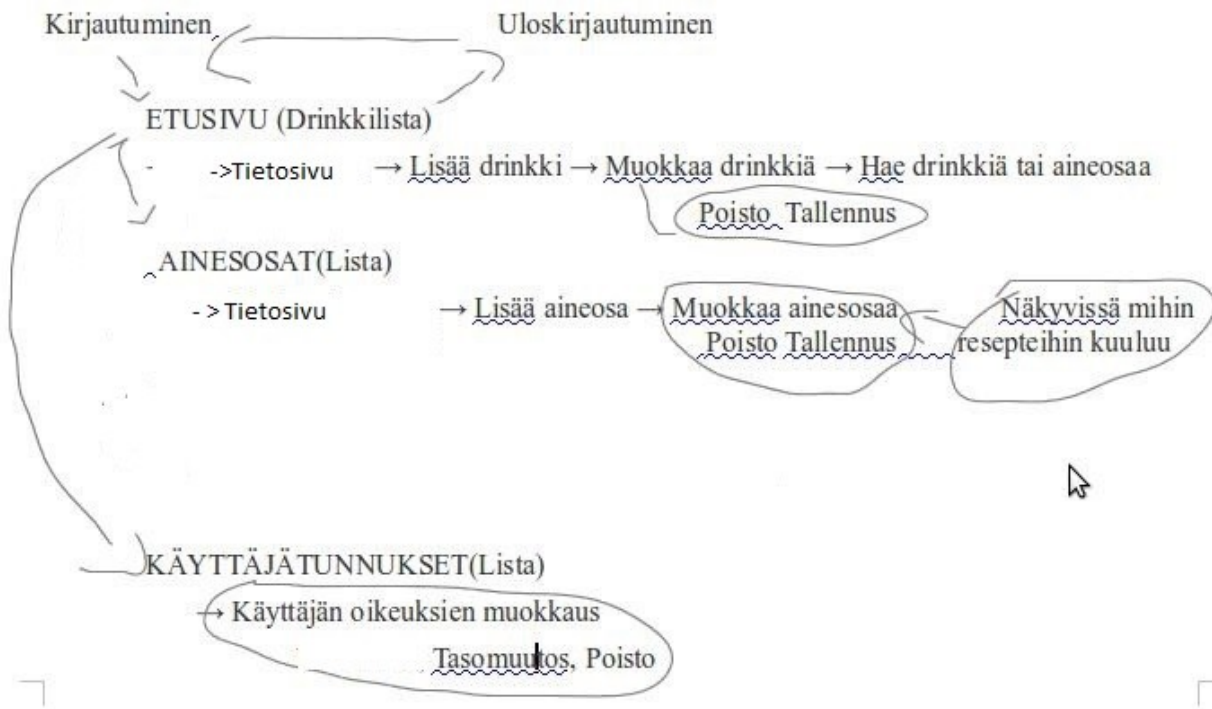 Kirjautuminen Uloskirjautuminen
ETUSIVU (Drinkkilista)
- ->Tietosivu → Lisää drinkki → Muokkaa drinkkiä → Hae drinkkiä tai aineosaa
Poisto Tallennus
AINESOSAT(Lista)
- > Tietosivu → Lisää aineosa → Muokkaa ainesosaa Näkyvissä mihin
Poisto Tallennus resepteihin kuuluu
KÄYTTÄJÄTUNNUKSET(Lista)
→ Käyttäjän oikeuksien muokkaus
Tasomuutos, Poisto